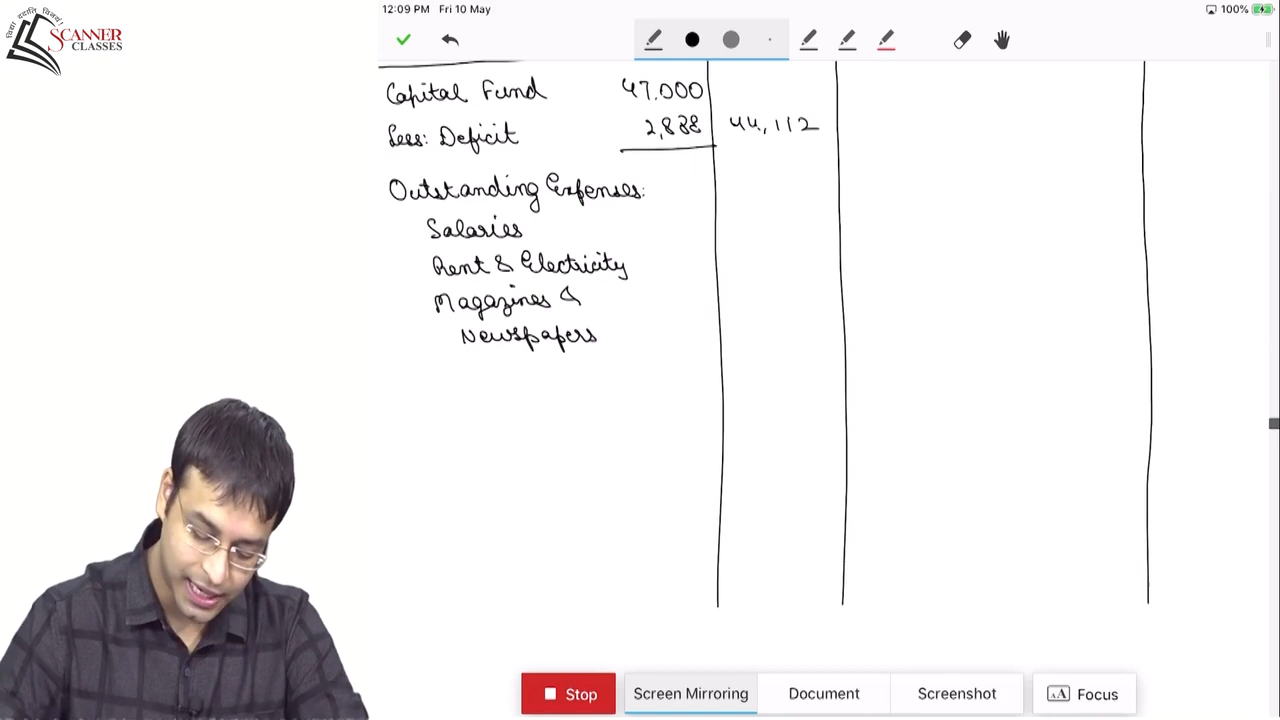 12:09 PM Fri 10 May
100%
SCANNER
CLASSES
Capital Fund 47,000
Less: Deficit 2,888 44,112
Outstanding Expenses:
Salaries
Rent & Electricity
Magazines &
Newspapers
Stop
Screen Mirroring
Document
Screenshot
AA Focus